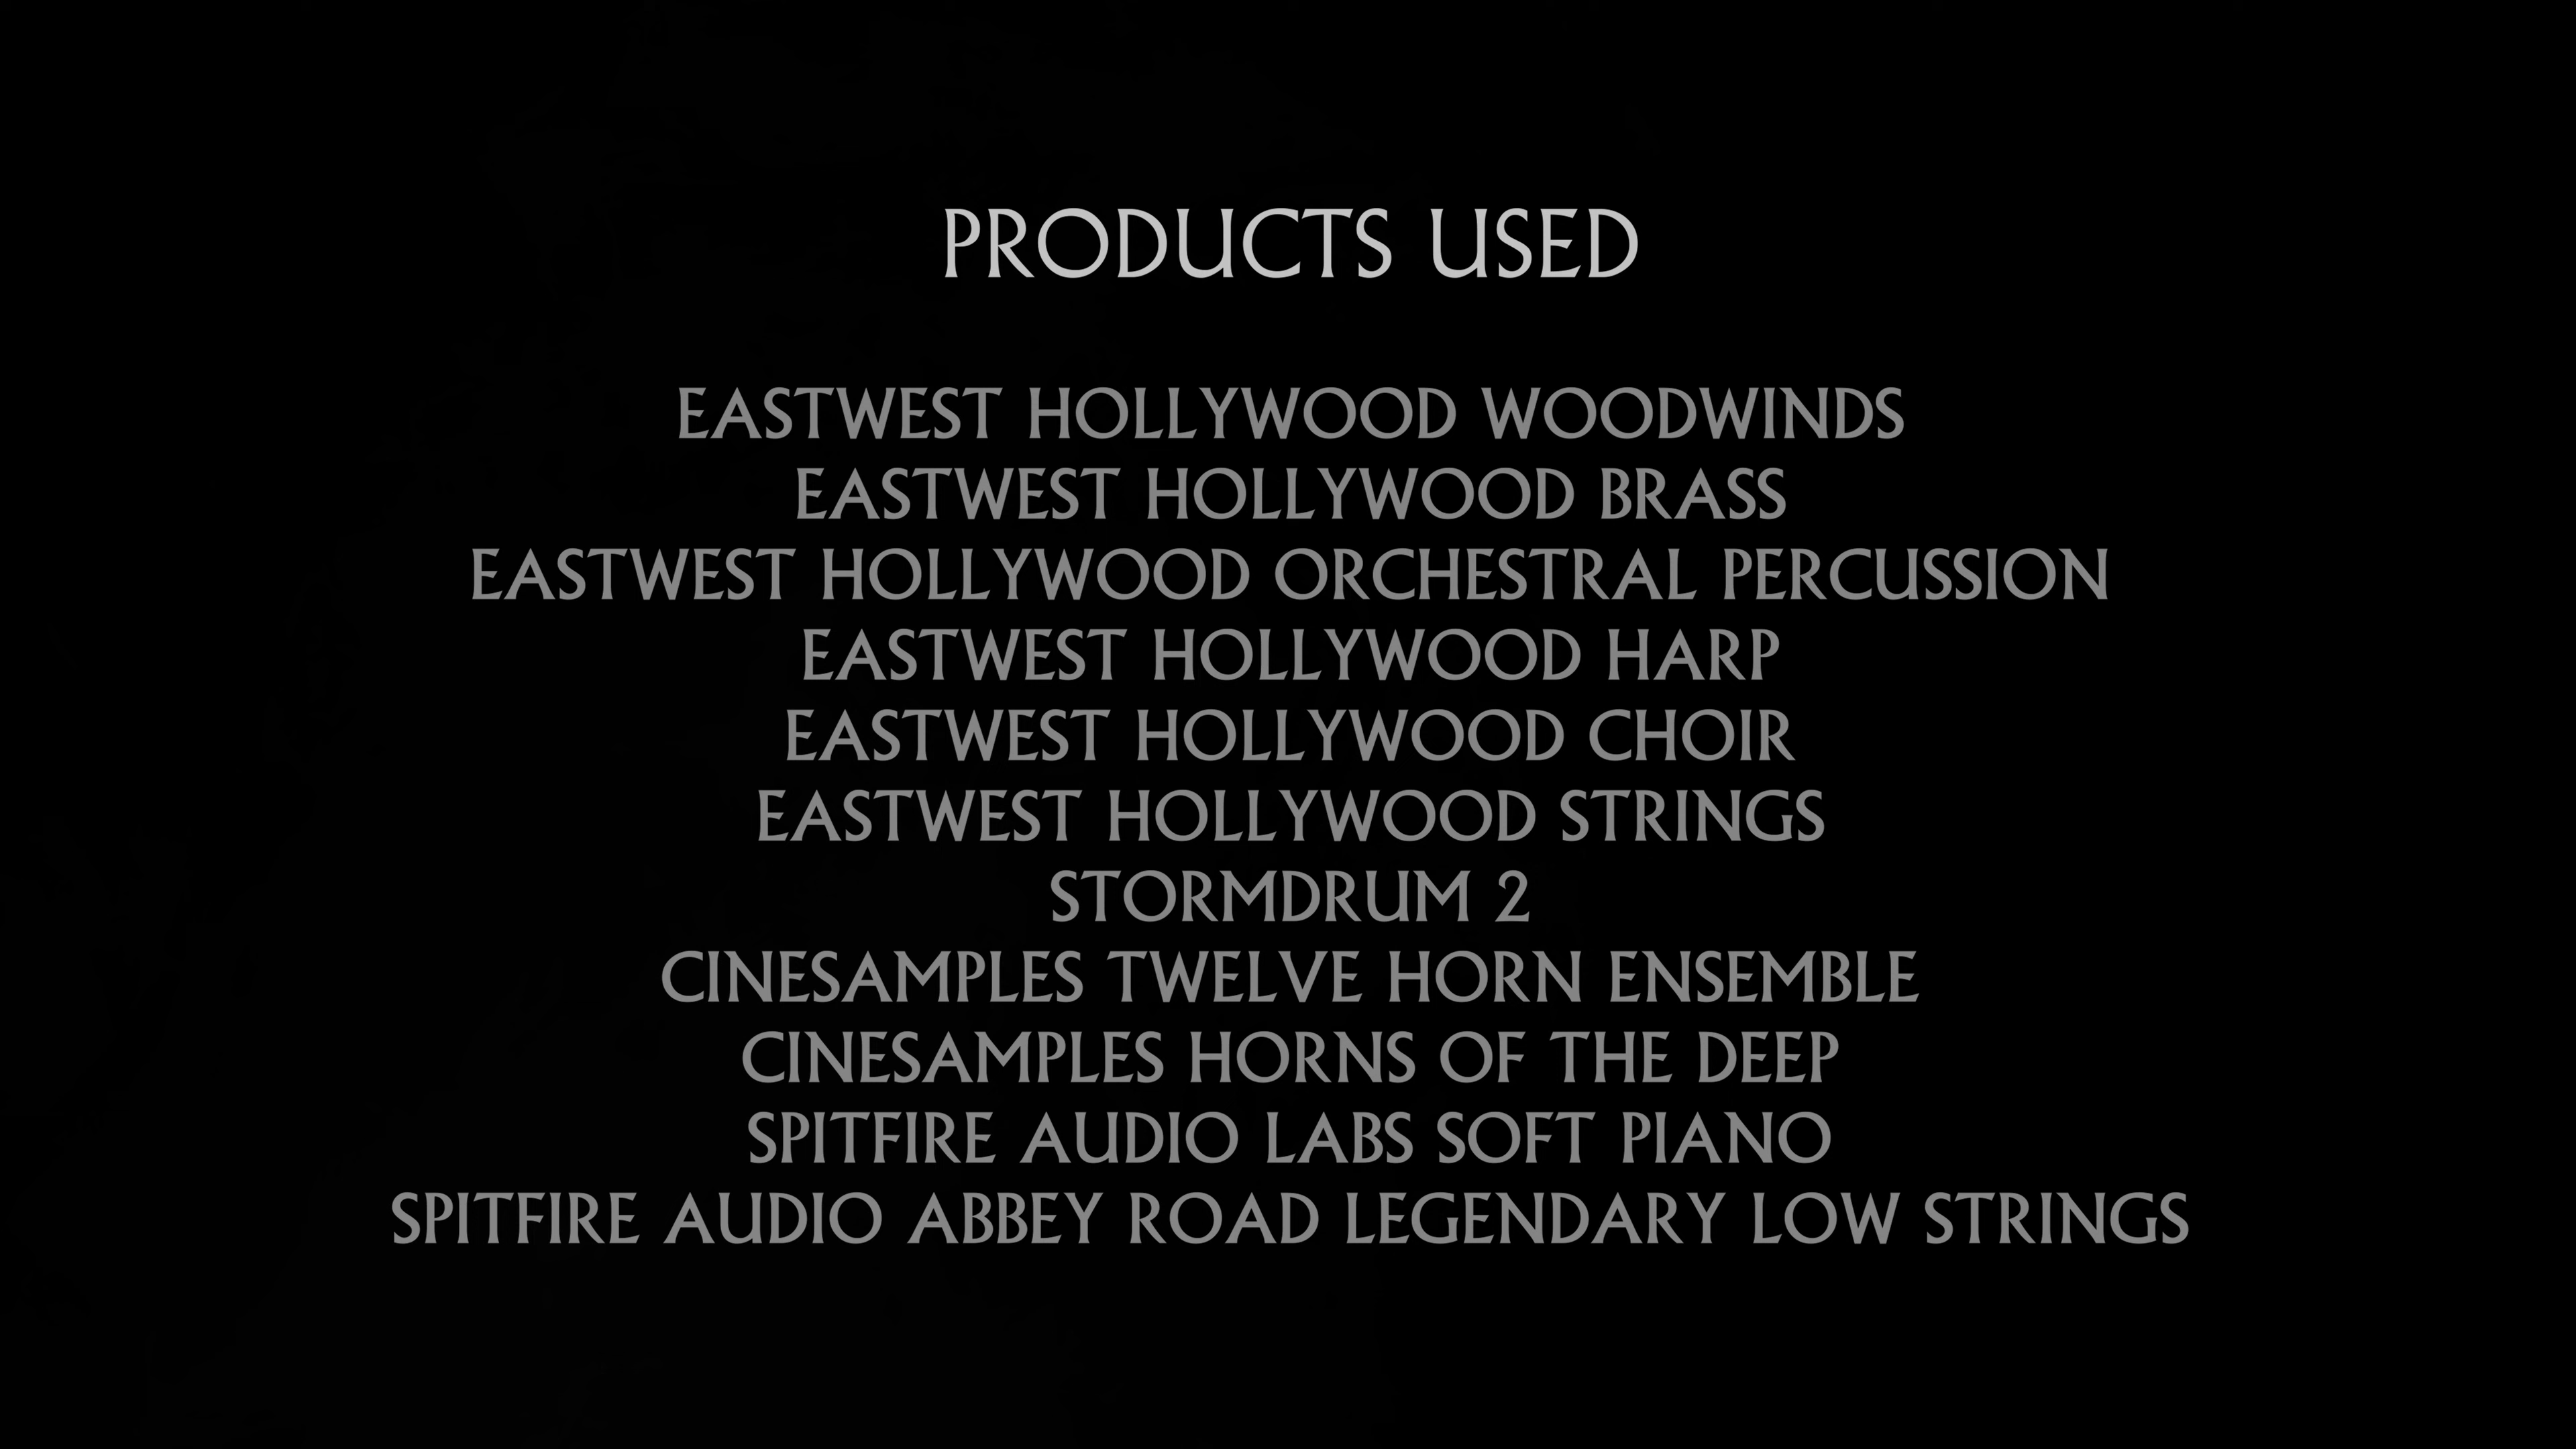 PRODUCTS USED
EASTWEST HOLLYWOOD WOODWINDS
EASTWEST HOLLYWOOD BRASS
EASTWEST HOLLYWOOD ORCHESTRAL PERCUSSION
EASTWEST HOLLYWOOD HARP
EASTWEST HOLLYWOOD CHOIR
EASTWEST HOLLYWOOD STRINGS
STORMDRUM 2
CINESAMPLES TWELVE HORN ENSEMBLE
CINESAMPLES HORNS OF THE DEEP
SPITFIRE AUDIO LABS SOFT PIANO
SPITFIRE AUDIO ABBEY ROAD LEGENDARY LOW STRINGS